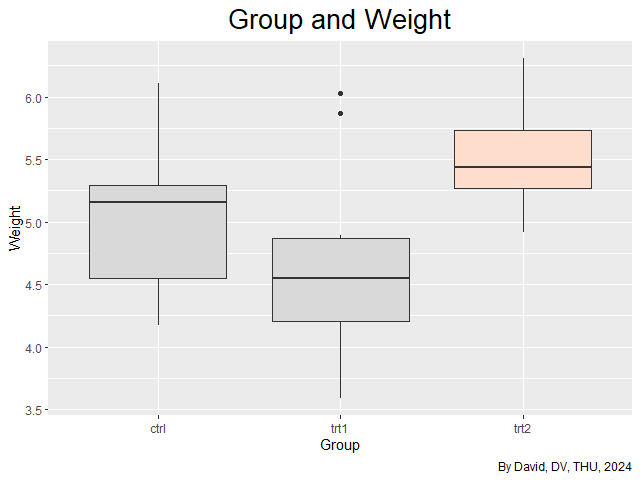 Group and Weight
Weight
6.0
5.5
5.0
4.5
4.0
3.5
ctrl
trt1
trt2
Group
By David, DV, THU, 2024